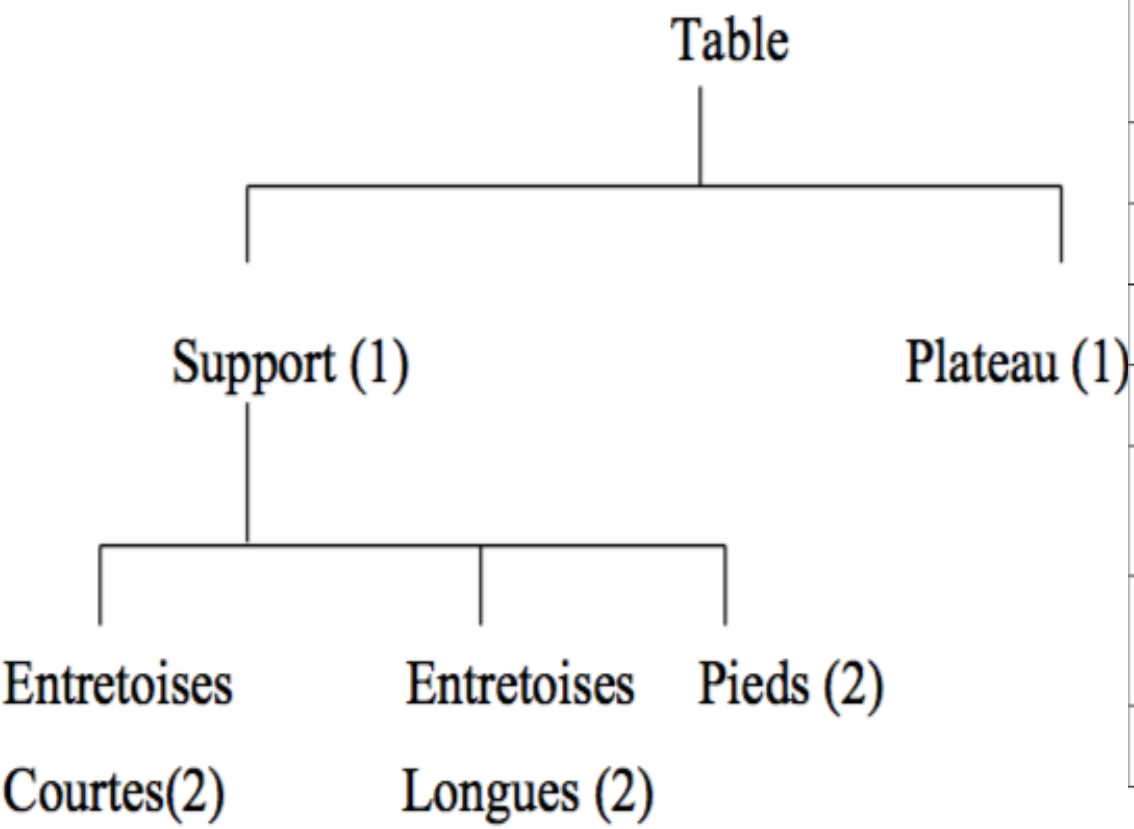 Table
Support (1)
Plateau (1)
Entretoises
Courtes(2)
Entretoises
Longues (2)
Pieds (2)